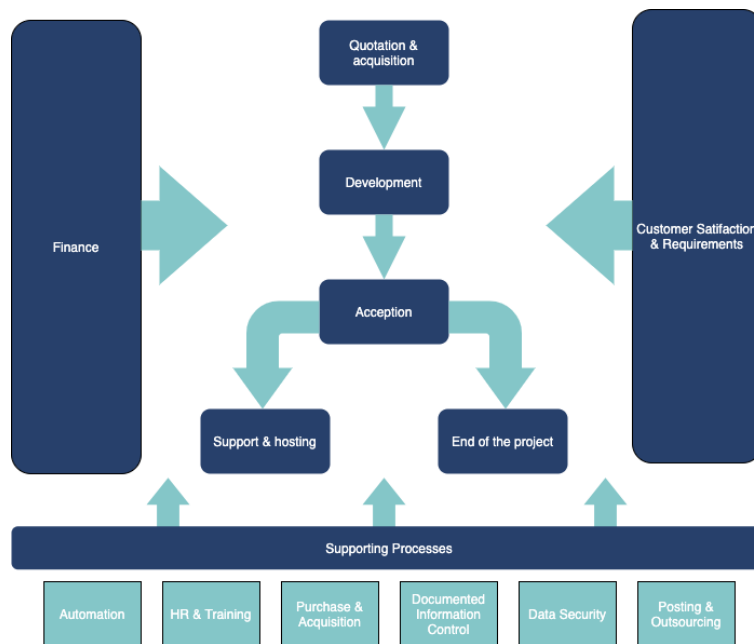 Quotation &
acquisition
Development
Finance
Customer Satifaction
& Requirements
Acception
Support & hosting
End of the project
Supporting Processes
Automation
HR & Training
Purchase &
Acquisition
Documented
Information
Control
Data Security
Posting &
Outsourcing